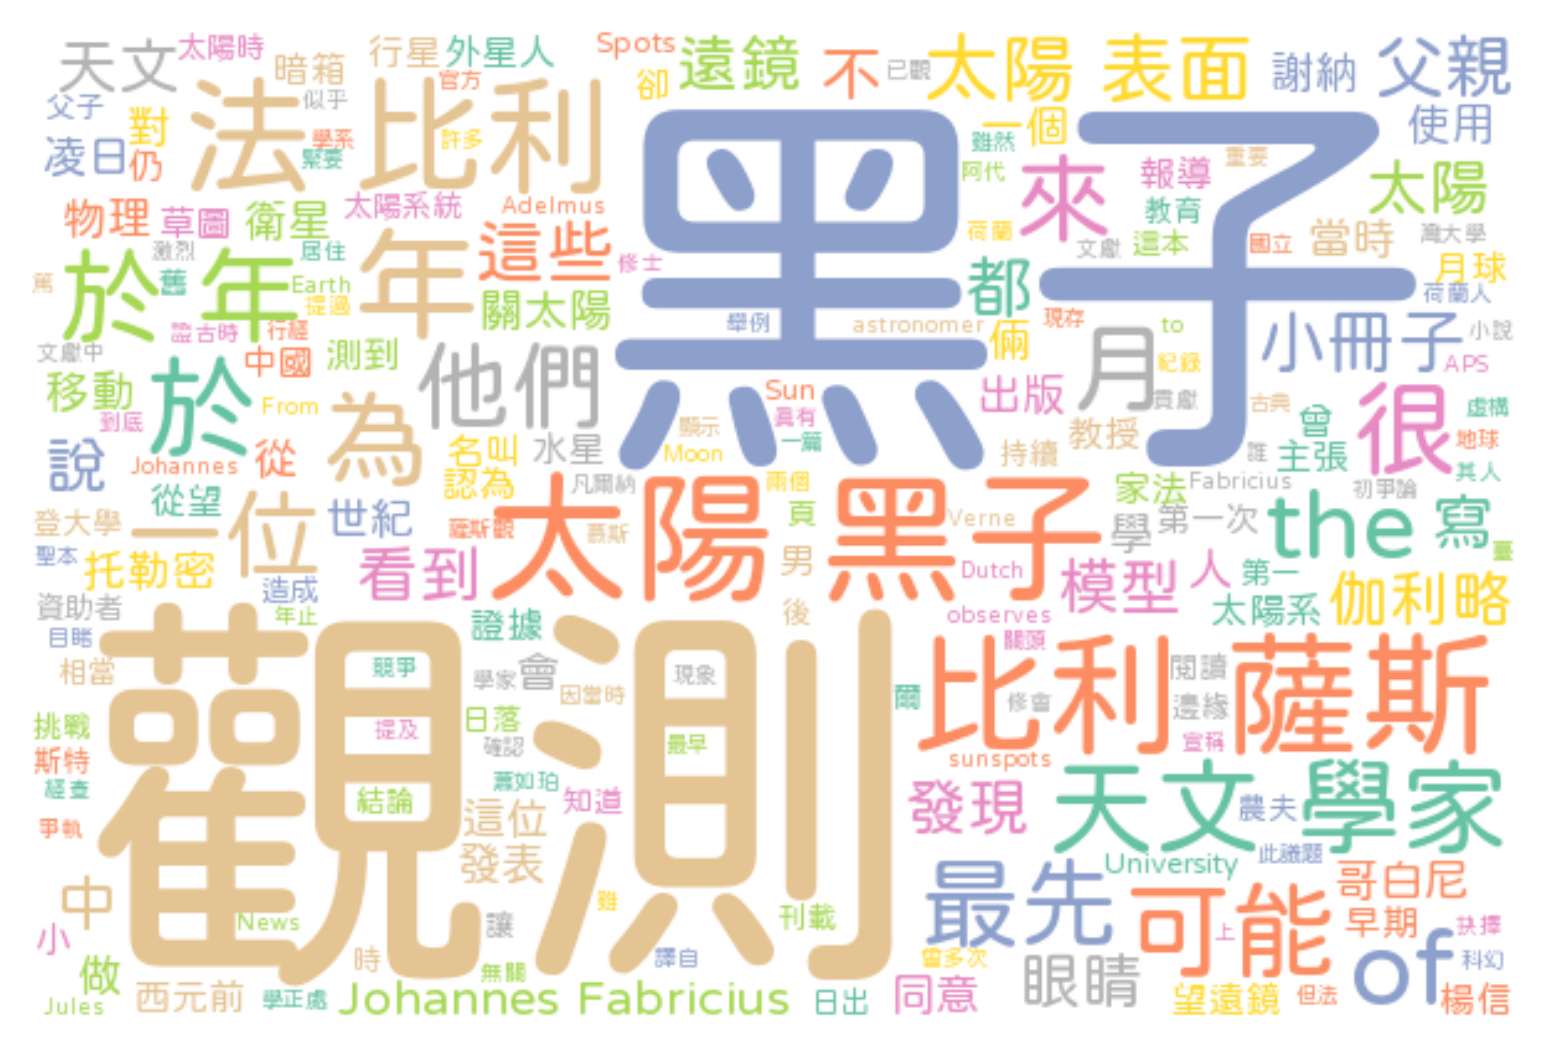 天文 太陽時 暗箱 行星 外星人 Spots 遠鏡 不 已觀 太陽 表面 謝納 父親
父子 對 似乎 官方 卻 一個 使用
凌日 仍 學系 緊要 法比利 許多 黑子 雖然 阿代 來 報導 重要 太陽
物理 草圖 衛星 太陽系統 Adelmus 這些 修士 荷蘭 文獻 這本 教育 國立 當時 灣大學
篤 激烈 舊 居住 Earth 提過 於年 年 關太陽 舉例 astronomer 都 現存 月球 荷蘭人
證古時 行經 文獻中 中國 測到 他們 倆 月 to 紀錄 小冊子 小說 APS
移動 到底 於 From 為 Sun 具有 出版 貢獻 古典 曾 很 虛構
說 Johannes 從 名叫 水星 顯示 一篇 Moon 持續 教授 誰 主張 地球 其人
從望 認為 凡爾納 兩個 家法 Fabricius 初爭論
登大學 一位 世紀 薩斯觀 慕斯 太陽 黑子 頁 Verne 學 第一次 the 寫 臺
聖本 托勒密 造成 看到 男 Dutch 模型 人 第一 伽利略
資助者 年止 證據 後 observes 太陽系
目睹 相當 觀測 競爭 學家 會 因當時 現象 關頭 比利薩斯 閱讀
挑戰 提及 日落 確認 最早 爾 修會 邊緣 宣稱
斯特 經查 結論 蕭如珀 知道 sunspots
爭執 這位 發表 發現 天文 學家 農夫
中 University 此議題 哥白尼
小 News 讓 雖 刊載 最先 可能 上 早期 抉擇
做 時 無關 譯自 曾多次 眼睛 of 科幻
Jules 西元前 學正處 Johannes Fabricius 日出 同意 望遠鏡 但法 楊信